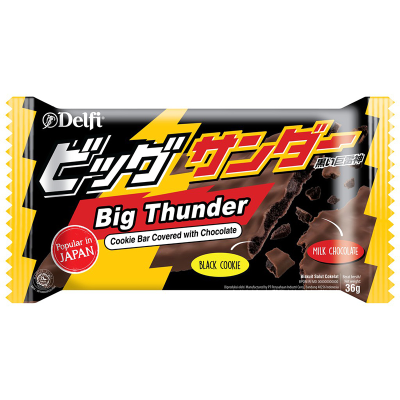 Delfi
ビッグサンダー
黒い巨雷神
Big Thunder
Cookie Bar Covered with Chocolate
Popular in
JAPAN
BLACK COOKIE
MILK CHOCOLATE
Biskuit Salut Cokelat
36g